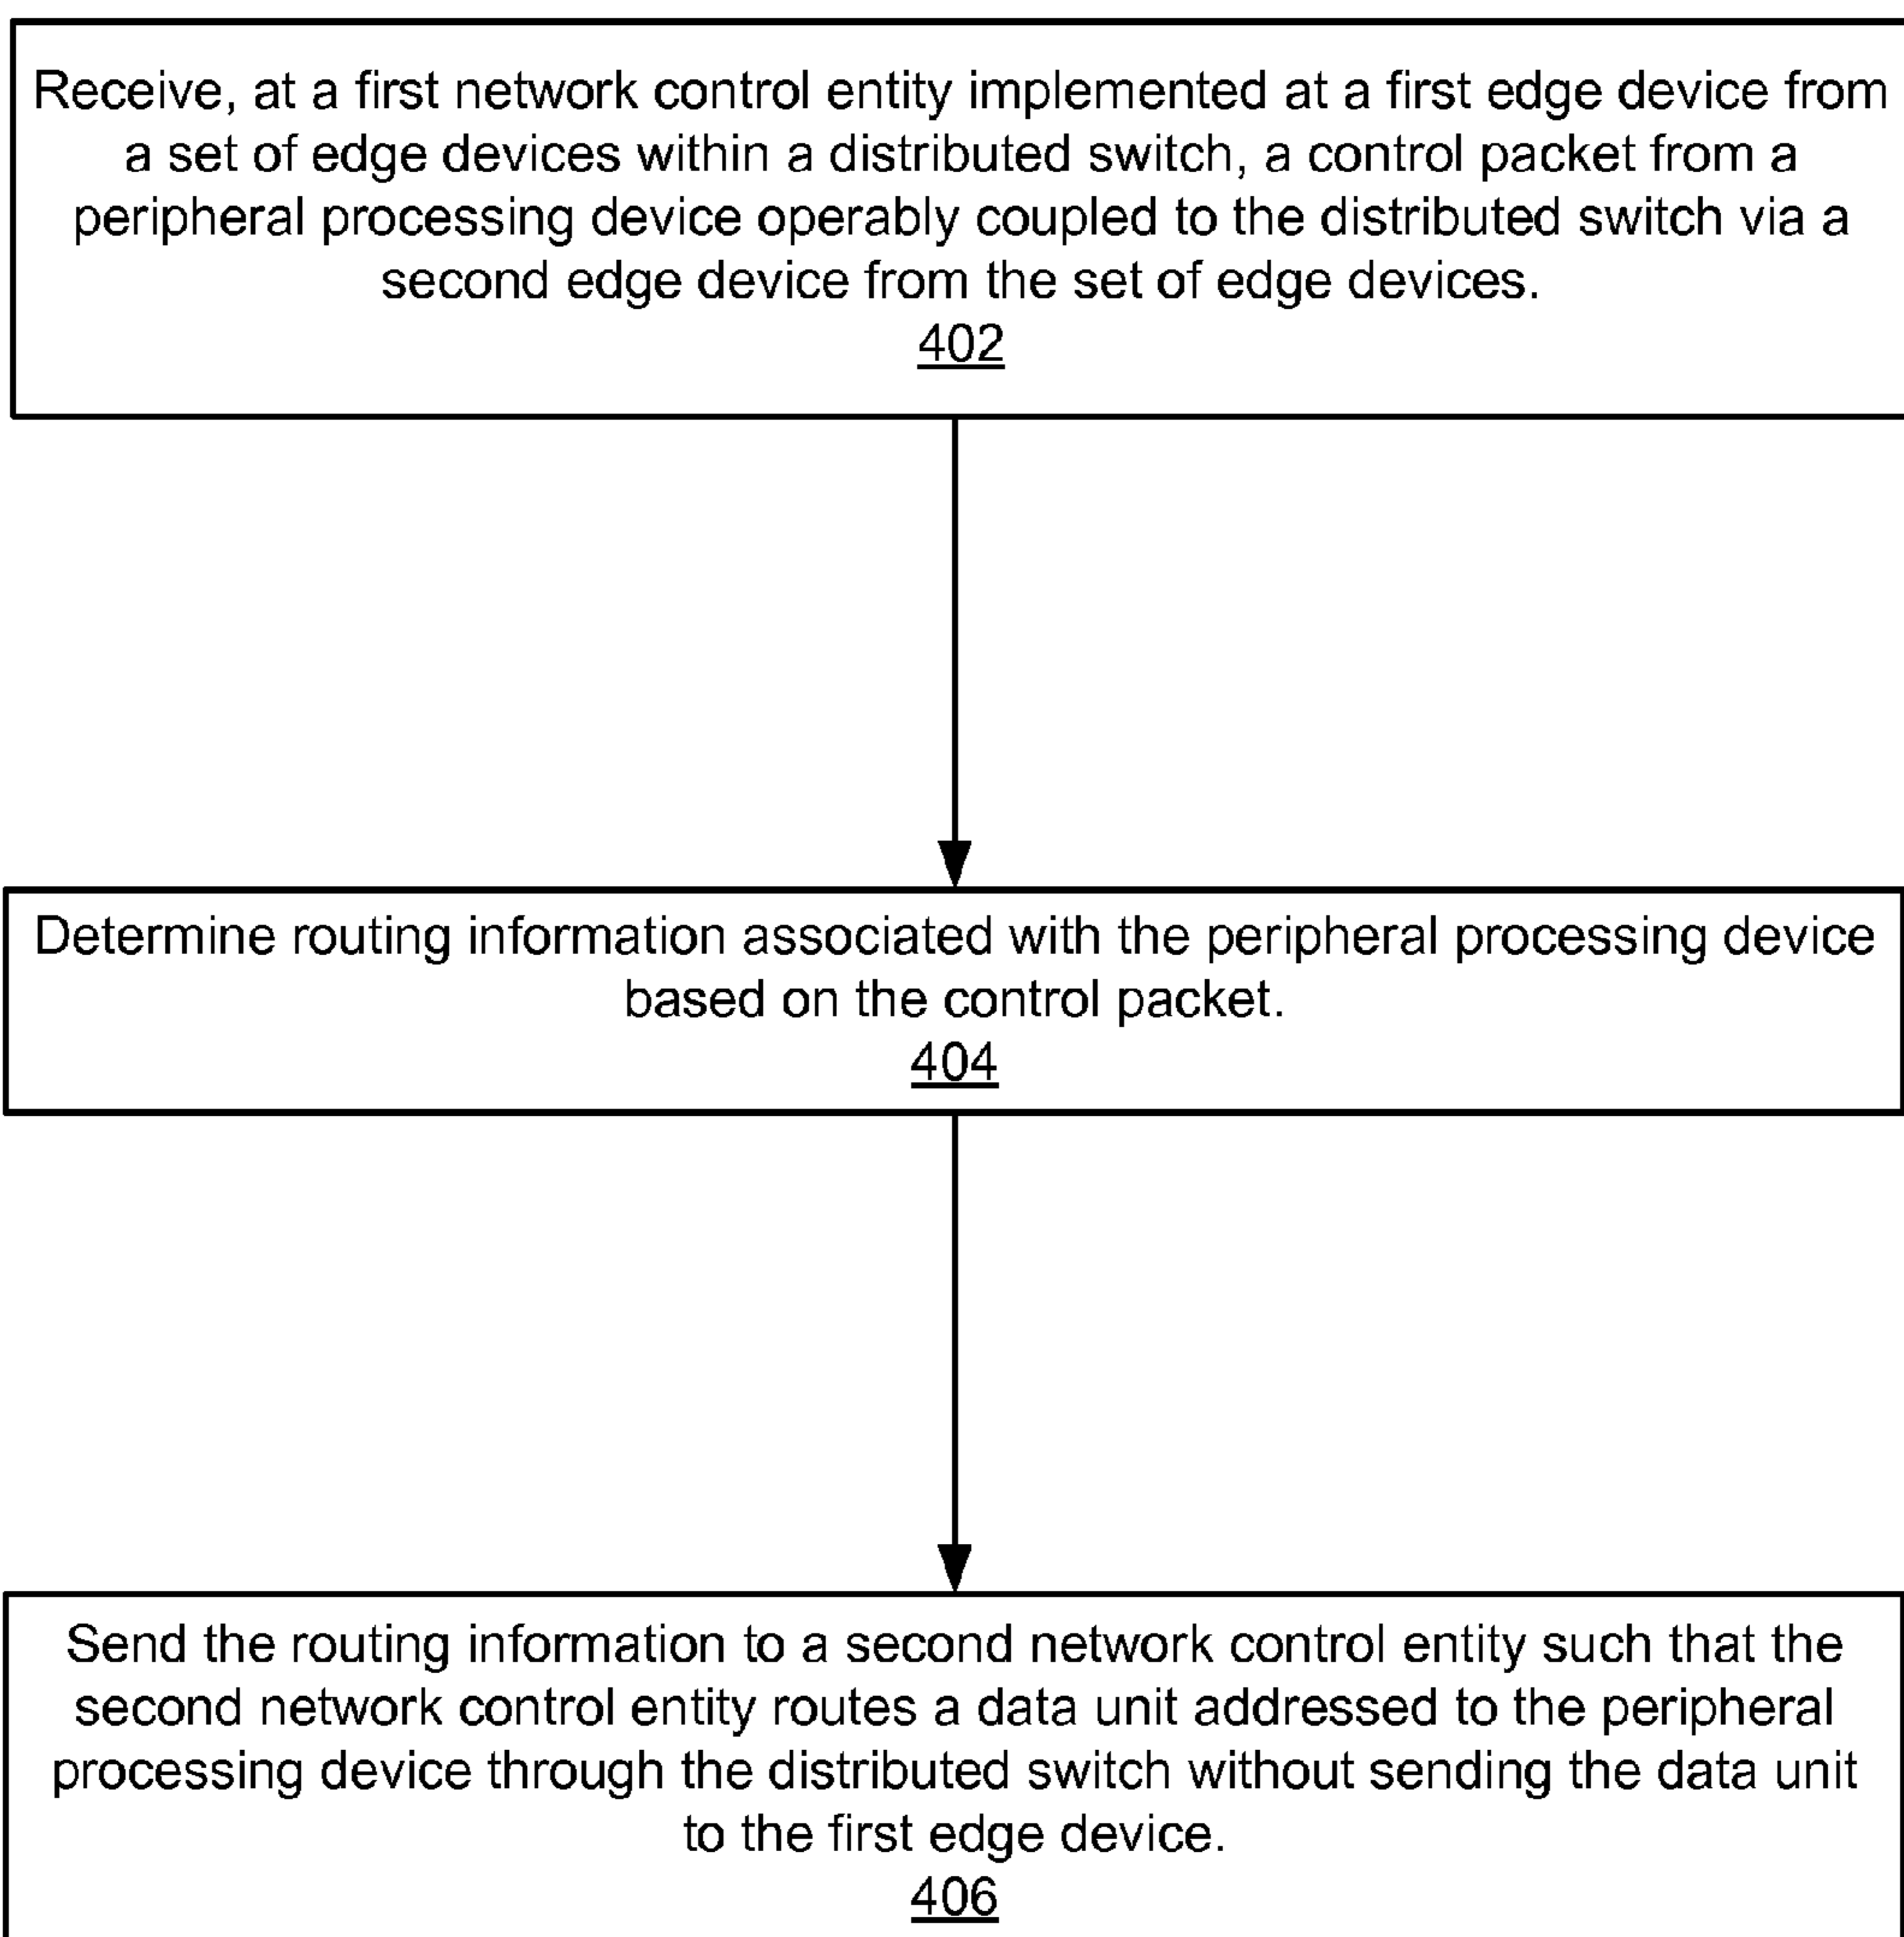 Receive, at a first network control entity implemented at a first edge device from
a set of edge devices within a distributed switch, a control packet from a
peripheral processing device operably coupled to the distributed switch via a
second edge device from the set of edge devices.
402
Determine routing information associated with the peripheral processing device
based on the control packet.
404
Send the routing information to a second network control entity such that the
second network control entity routes a data unit addressed to the peripheral
processing device through the distributed switch without sending the data unit
to the first edge device.
406